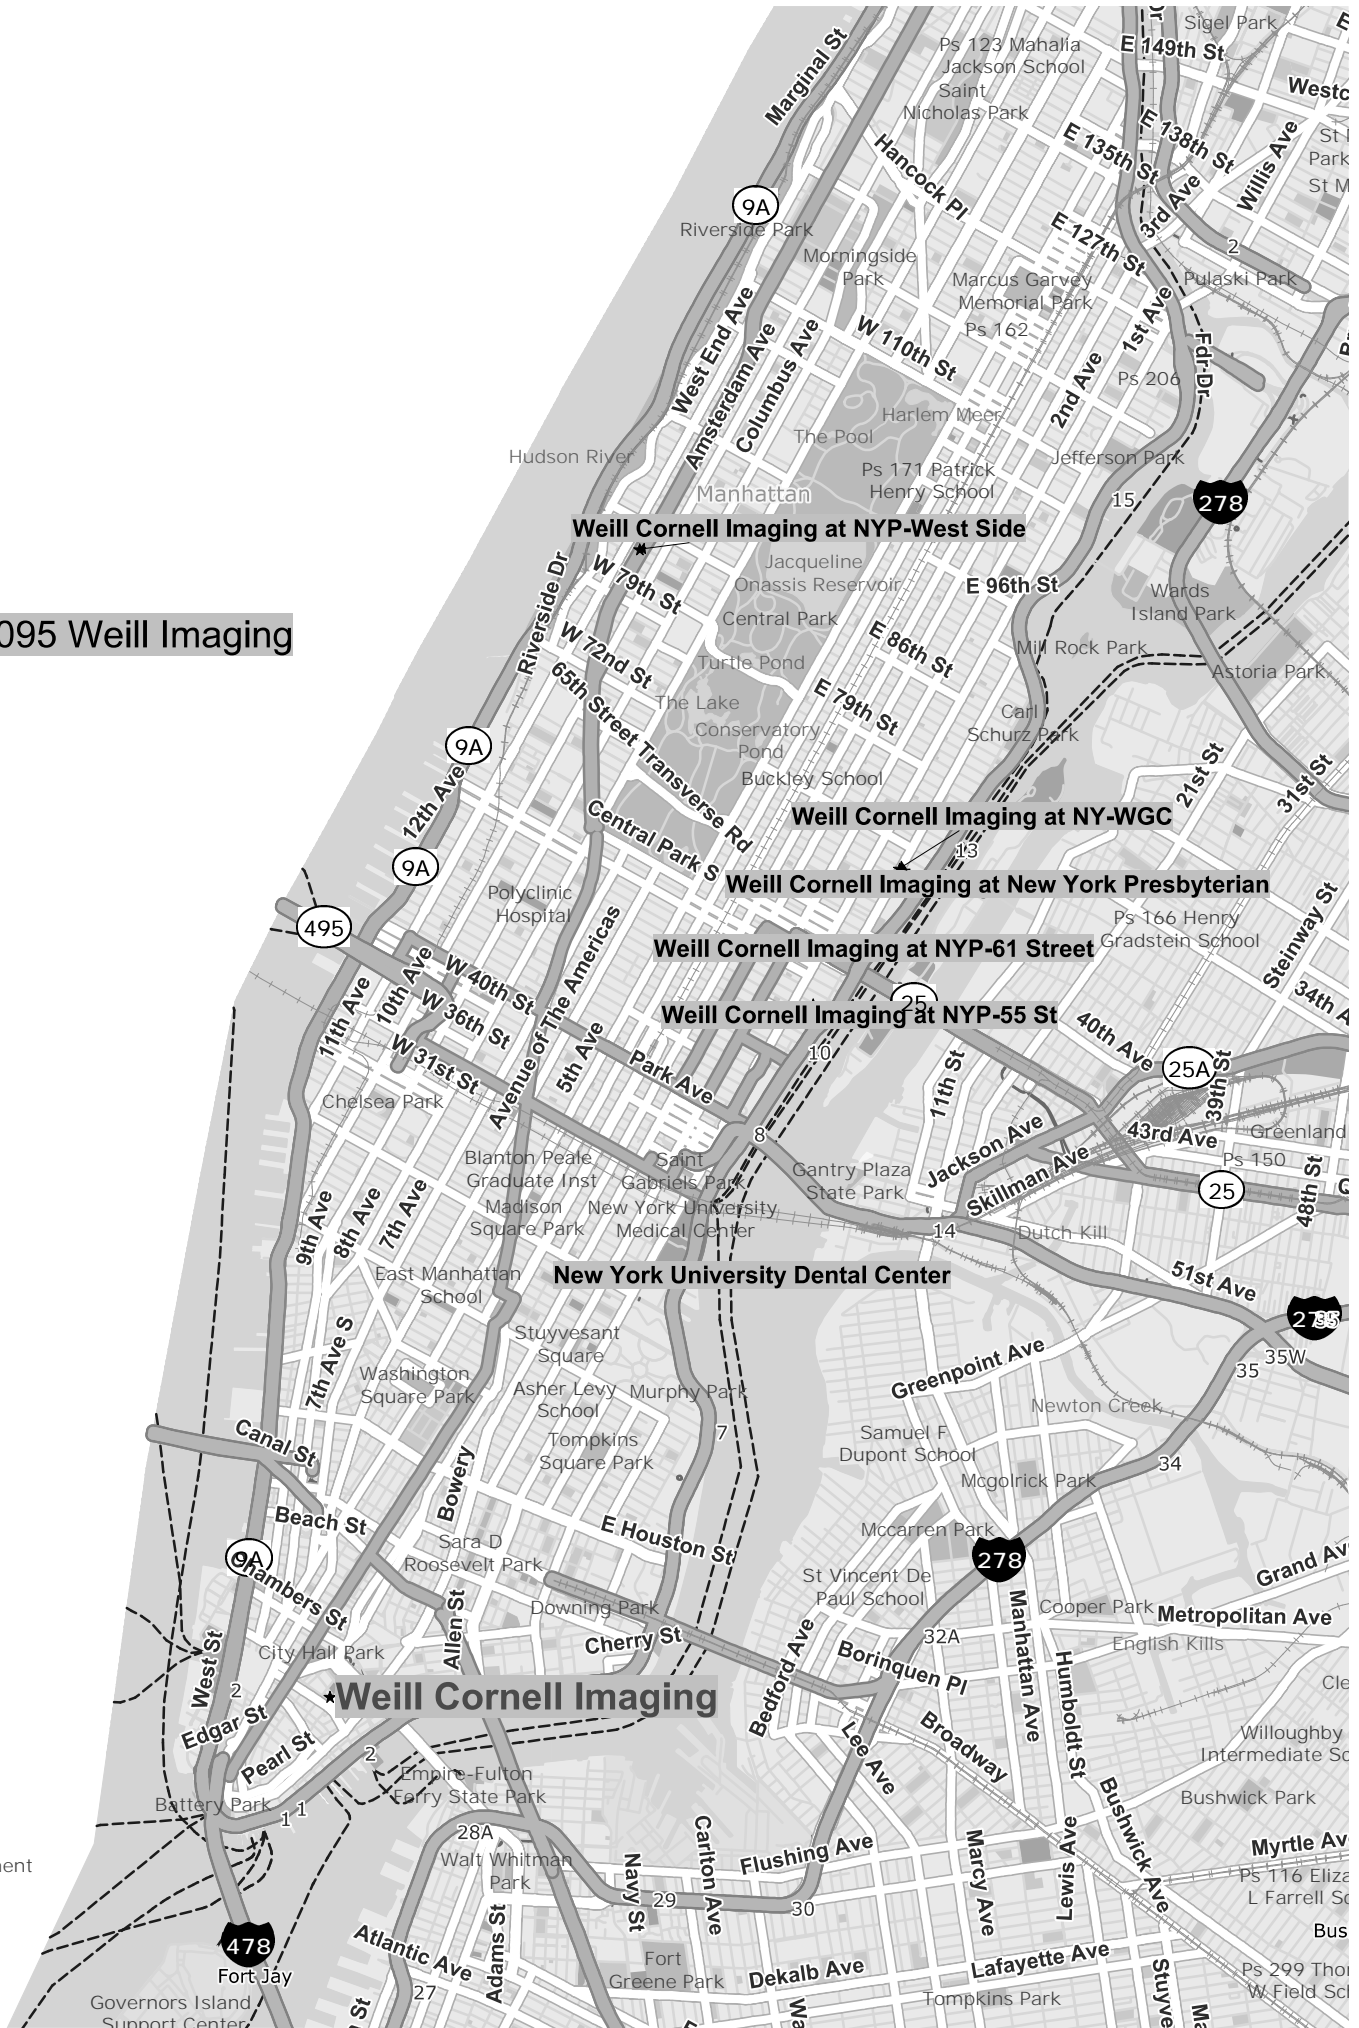 Sigel Park
Marginal St
Ps 123 Mahalia
Jackson School
E 149th St
Saint
Nicholas Park
Westc
E 138th St
E 135th St
Willis Ave
Hancock Pl
3rd Ave
9A
Riverside Park
E 127th St
2
Morningside
Park
Marcus Garvey
Memorial Park
Pulaski Park
Ps 162
1st Ave
West End Ave
Amsterdam Ave
Columbus Ave
W 110th St
Fdr Dr
Ps 206
2nd Ave
Harlem Meer
The Pool
Hudson River
Ps 171 Patrick
Henry School
Jefferson Park
Manhattan
15
278
Weill Cornell Imaging at NYP-West Side
Jacqueline
Onassis Reservoir
W 79th St
E 96th St
Wards
Island Park
Riverside Dr
Central Park
095 Weill Imaging
W 72nd St
E 86th St
Mill Rock Park
Turtle Pond
Astoria Park
65th Street Transverse Rd
The Lake
E 79th St
Carl
Schurz Park
Conservatory
Pond
9A
Buckley School
21st St
31st St
12th Ave
Weill Cornell Imaging at NY-WGC
Central Park S
13
9A
Weill Cornell Imaging at New York Presbyterian
Polyclinic
Hospital
495
Ps 166 Henry
Gradstein School
Steinway St
Weill Cornell Imaging at NYP-61 Street
10th Ave
W 40th St
Avenue of The Americas
34th A
25
11th Ave
W 36th St
Weill Cornell Imaging at NYP-55 St
40th Ave
W 31st St
5th Ave
Park Ave
10
25A
39th St
11th St
Chelsea Park
8
Jackson Ave
43rd Ave
Greenland
Blanton Peale
Graduate Inst
Saint
Gabriels Park
Gantry Plaza
State Park
Skillman Ave
Ps 150
25
Q
48th St
Madison
Square Park
New York University
Medical Center
9th Ave
8th Ave
7th Ave
14
Dutch Kill
East Manhattan
School
New York University Dental Center
51st Ave
Stuyvesant
Square
7th Ave S
Greenpoint Ave
35W
35
Washington
Square Park
Asher Levy
School
Murphy Park
Newton Creek
Canal St
7
Tompkins
Square Park
Samuel F
Dupont School
34
Bowery
Mcgolrick Park
Beach St
E Houston St
Mccarren Park
9A
Sara D
Roosevelt Park
278
Chambers St
St Vincent De
Paul School
Grand Av
Allen St
Downing Park
Manhattan Ave
Cooper Park
Metropolitan Ave
City Hall Park
Cherry St
32A
English Kills
West St
Bedford Ave
Borinquen Pl
Humboldt St
2
Weill Cornell Imaging
Cle
Edgar St
Broadway
Willoughby
Intermediate Sc
Pearl St
2
Lee Ave
Empire-Fulton
Ferry State Park
Bushwick Park
Battery Park
1
1
Bushwick Ave
28A
Carlton Ave
Flushing Ave
Marcy Ave
Lewis Ave
Myrtle Av
Walt Whitman
Park
Navy St
Ps 116 Eliza
L Farrell Sc
ment
29
30
Bus
478
Atlantic Ave
Adams St
Fort
Greene Park
Dekalb Ave
Lafayette Ave
Fort Jay
Stuyve
Ps 299 Thor
W Field Sch
27
Governors Island
Support Center
Tompkins Park